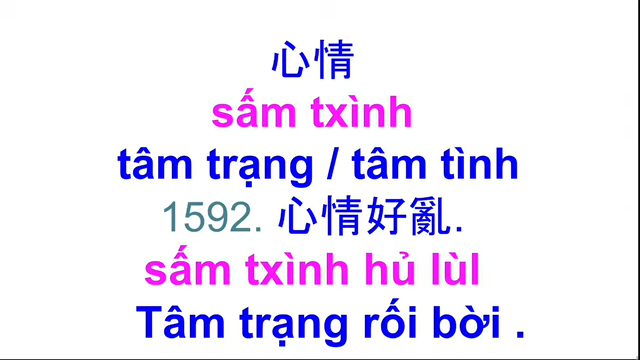 心情
sấm txình
tâm trạng / tâm tình
1592. 心情好亂.
sấm txình hủ lùl
Tâm trạng rối bời .